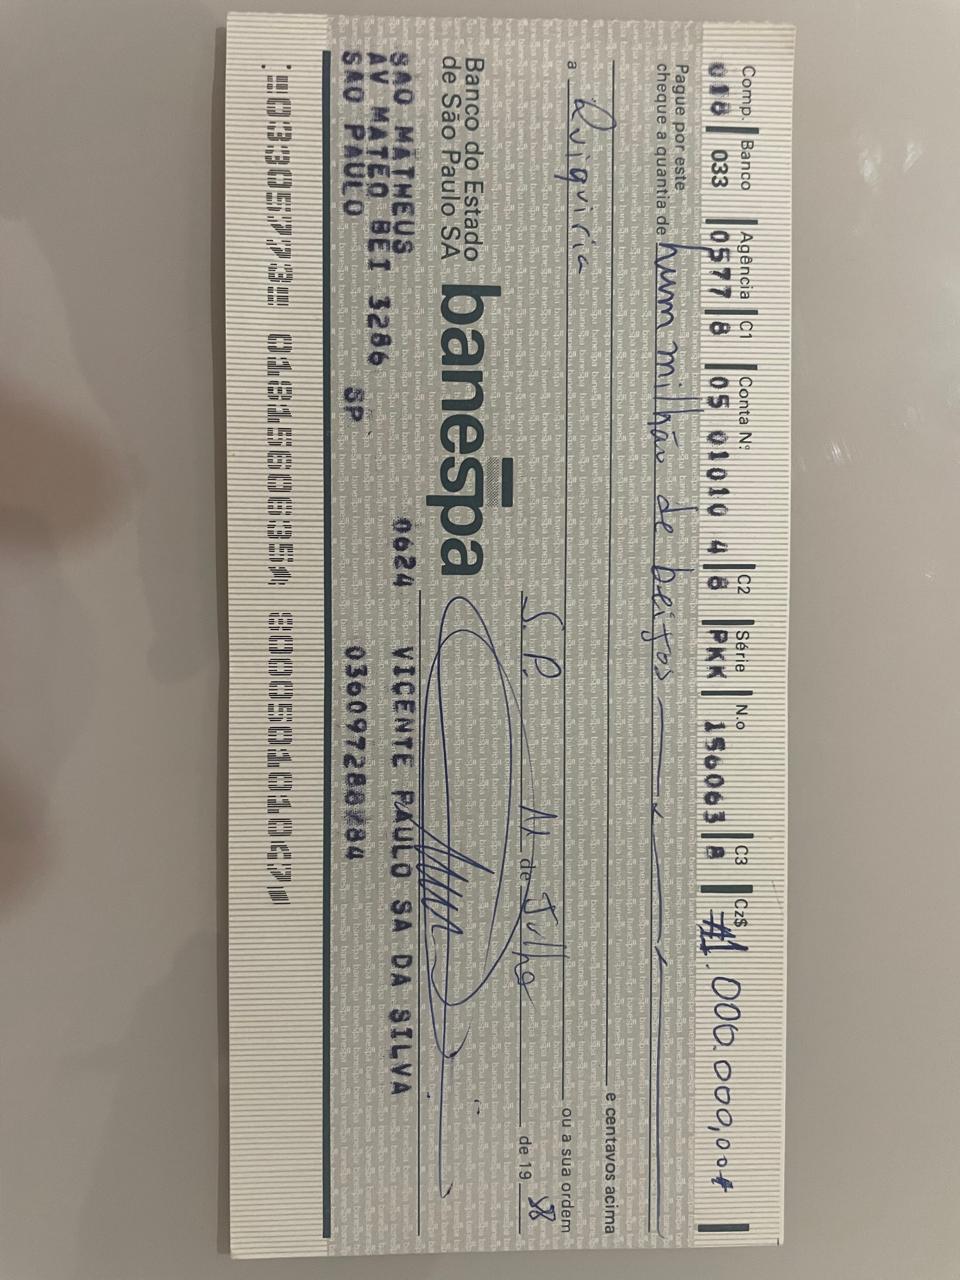 Comp. Banco Agência C1 Conta Nº C2 Série N.o C3 Cz$ #1.000.000,00#
018 033 0577 8 05 01010 4 8 PKK 156063 8
Pague por este
cheque a quantia de hum milhão de beijos
e centavos acima
a Quiquiria ou a sua ordem
S. P. 11 de Julho de 19 88
Banco do Estado
de São Paulo SA banespa
SAO MATHEUS 0624 VICENTE PAULO SA DA SILVA
AV MATEO BEI 3286
SAO PAULO SP 036097288
03305773 0181560635 800050101047